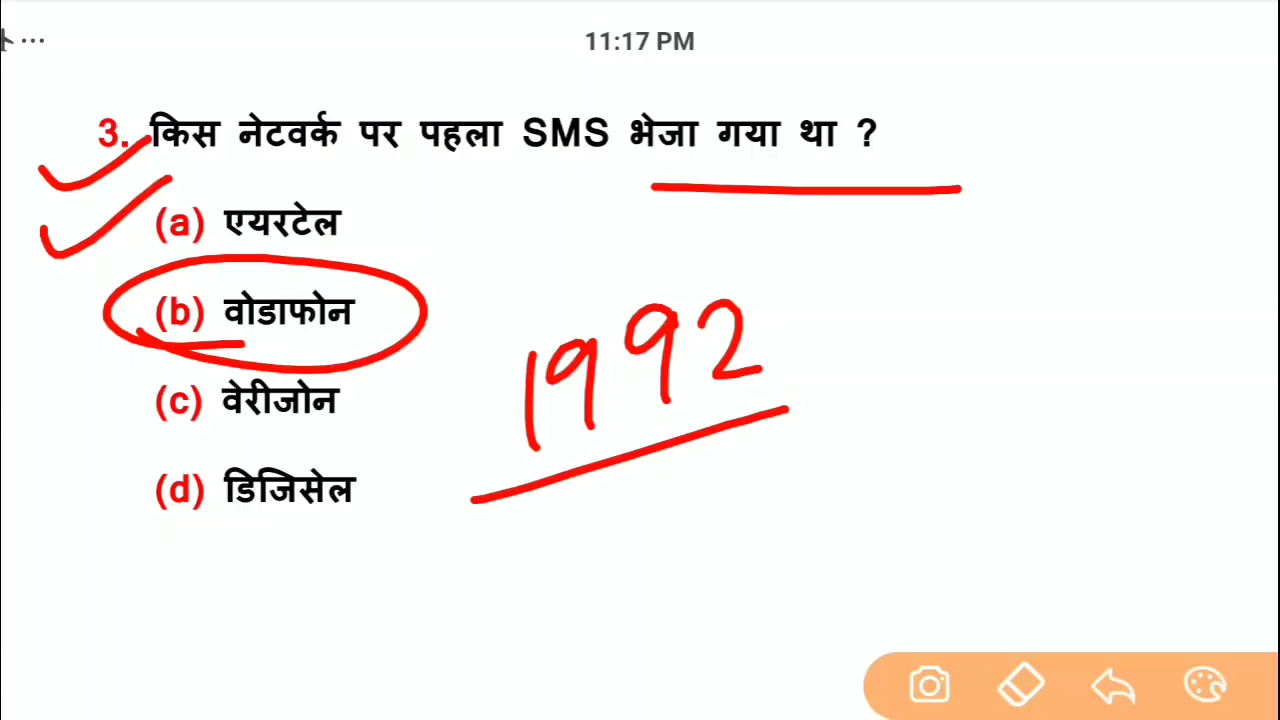 11:17 PM
3. किस नेटवर्क पर पहला SMS भेजा गया था ?
(a) एयरटेल
(b) वोडाफोन
1992
(c) वेरीजोन
(d) डिजिसेल